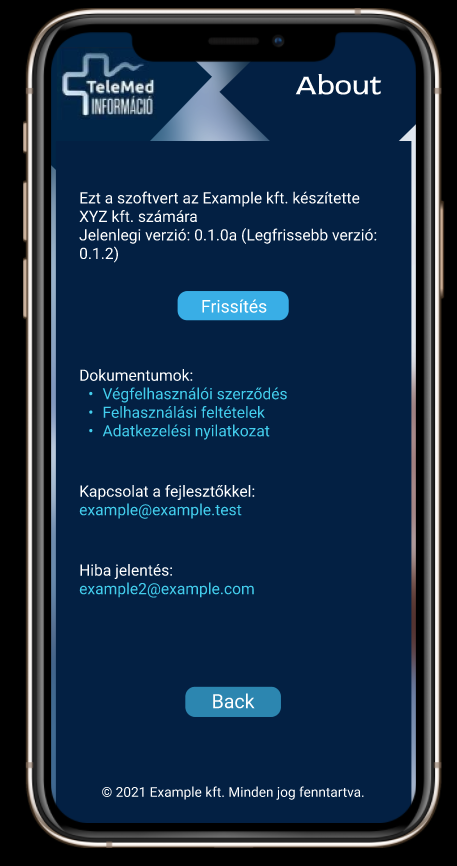 TeleMed
INFORMÁCIÓ
About
Ezt a szoftvert az Example kft. készítette
XYZ kft. számára
Jelenlegi verzió: 0.1.0a (Legfrissebb verzió:
0.1.2)
Frissítés
Dokumentumok:
• Végfelhasználói szerződés
• Felhasználási feltételek
• Adatkezelési nyilatkozat
Kapcsolat a fejlesztőkkel:
example@example.test
Hiba jelentés:
example2@example.com
Back
© 2021 Example kft. Minden jog fenntartva.